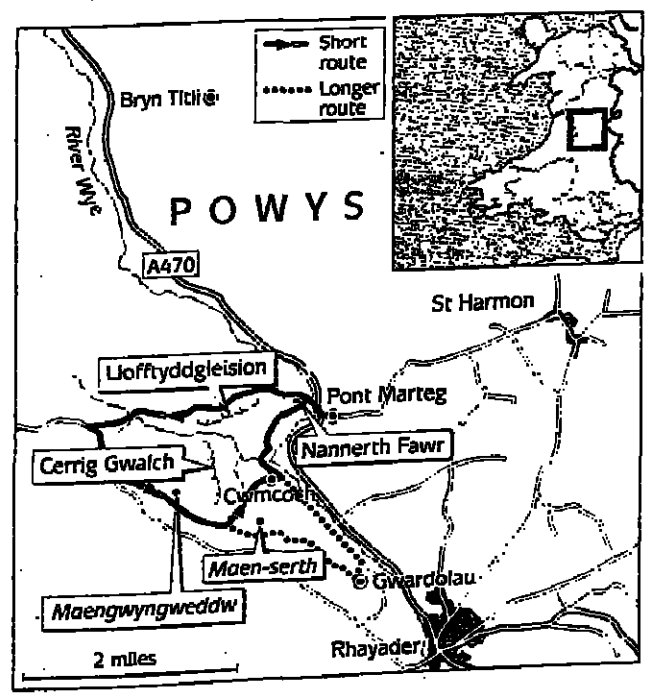 Short
route
Longer
route
Bryn Titli
River Wye
POWYS
A470
St Harmon
Llofftyddgleision
Pont Marteg
Nannerth Fawr
Cerrig Gwalch
Cwmcoch
Maen-serth
Gwardolau
Maengwyngweddw
Rhayader
2 miles